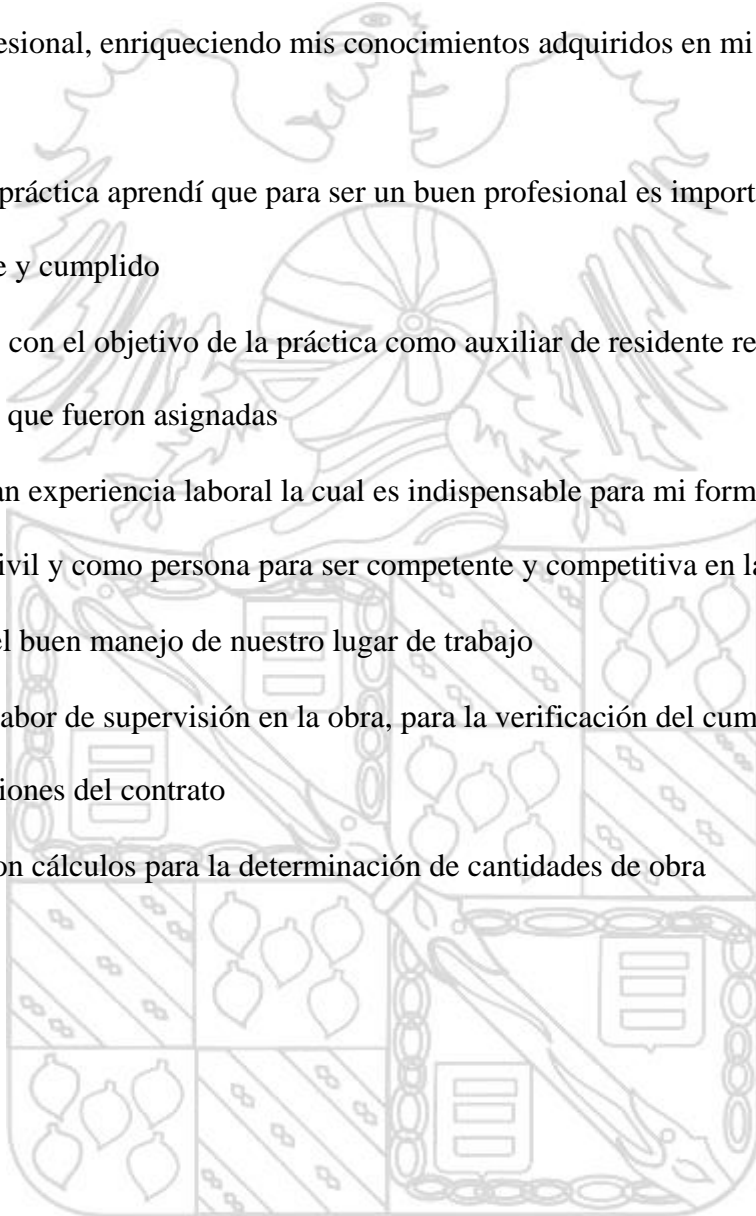 esional, enriqueciendo mis conocimientos adquiridos en mi
práctica aprendí que para ser un buen profesional es import
e y cumplido
con el objetivo de la práctica como auxiliar de residente re
que fueron asignadas
an experiencia laboral la cual es indispensable para mi form
ivil y como persona para ser competente y competitiva en la
el buen manejo de nuestro lugar de trabajo
abor de supervisión en la obra, para la verificación del cum
iones del contrato
on cálculos para la determinación de cantidades de obra